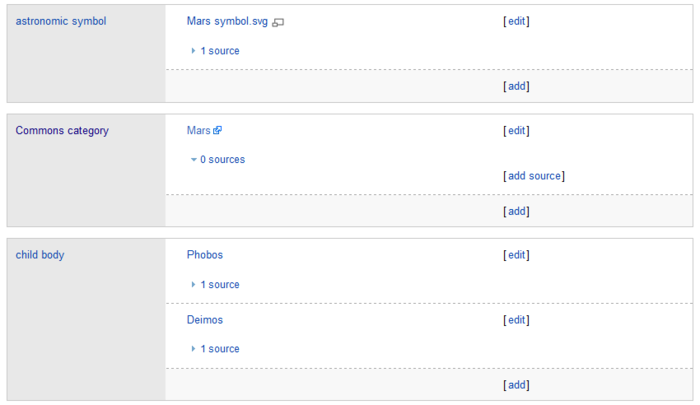 astronomic symbol Mars symbol.svg [edit]
1 source
[add]
Commons category Mars [edit]
0 sources
[add source]
[add]
child body Phobos [edit]
1 source
Deimos [edit]
1 source
[add]